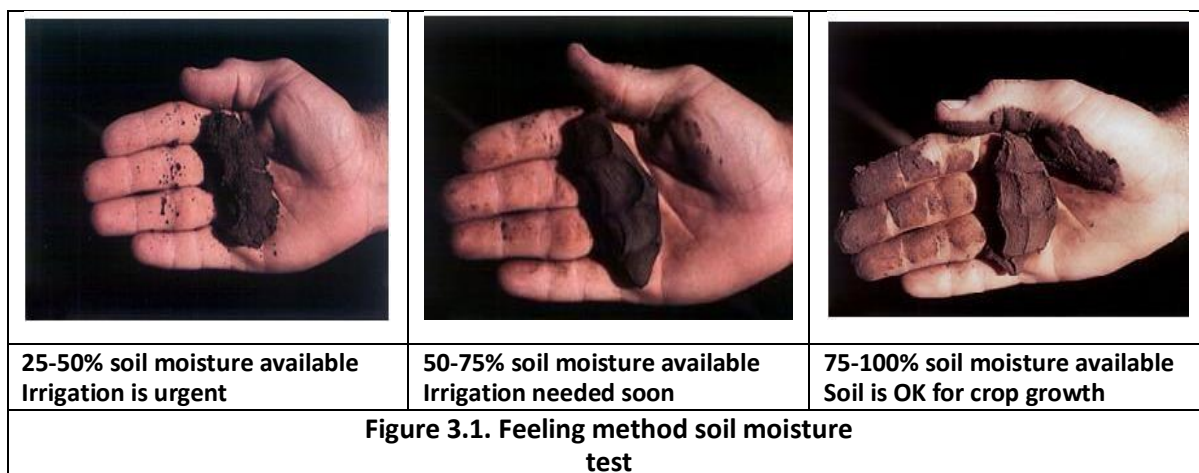 25-50% soil moisture available
Irrigation is urgent
50-75% soil moisture available
Irrigation needed soon
75-100% soil moisture available
Soil is OK for crop growth
Figure 3.1. Feeling method soil moisture
test